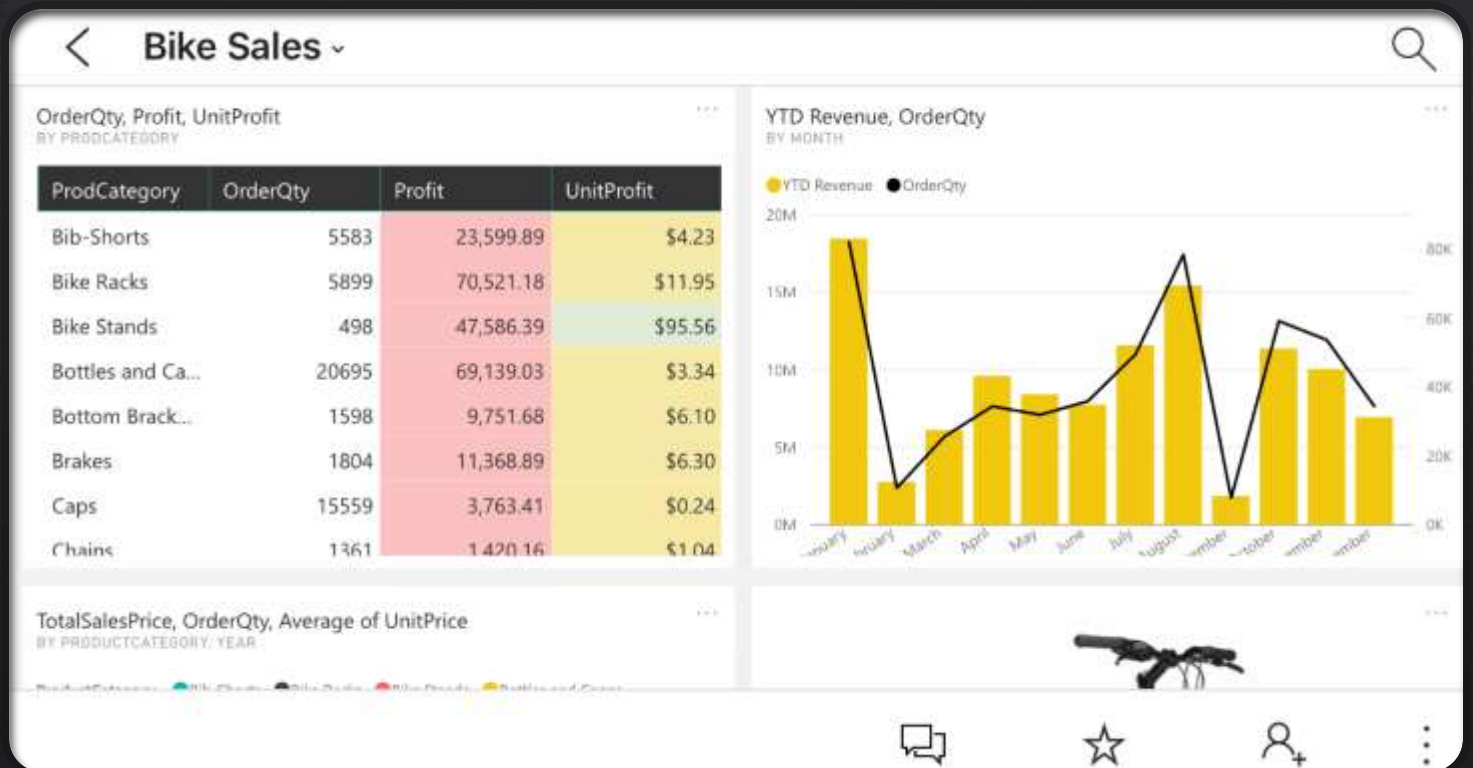 Bike Sales
OrderQty, Profit, UnitProfit
BY PRODCATEGORY
ProdCategory OrderQty Profit UnitProfit
Bib-Shorts 5583 23,599.89 $4.23
Bike Racks 5899 70,521.18 $11.95
Bike Stands 498 47,586.39 $95.56
Bottles and Ca... 20695 69,139.03 $3.34
Bottom Brack... 1598 9,751.68 $6.10
Brakes 1804 11,368.89 $6.30
Caps 15559 3,763.41 $0.24
Chains 1361 1,420.16 $1.04
YTD Revenue, OrderQty
BY MONTH
YTD Revenue OrderQty
20M
80K
15M
60K
10M
40K
5M
20K
0M 0K
March April May June July August
TotalSalesPrice, OrderQty, Average of UnitPrice
BY PRODUCTCATEGORY, YEAR